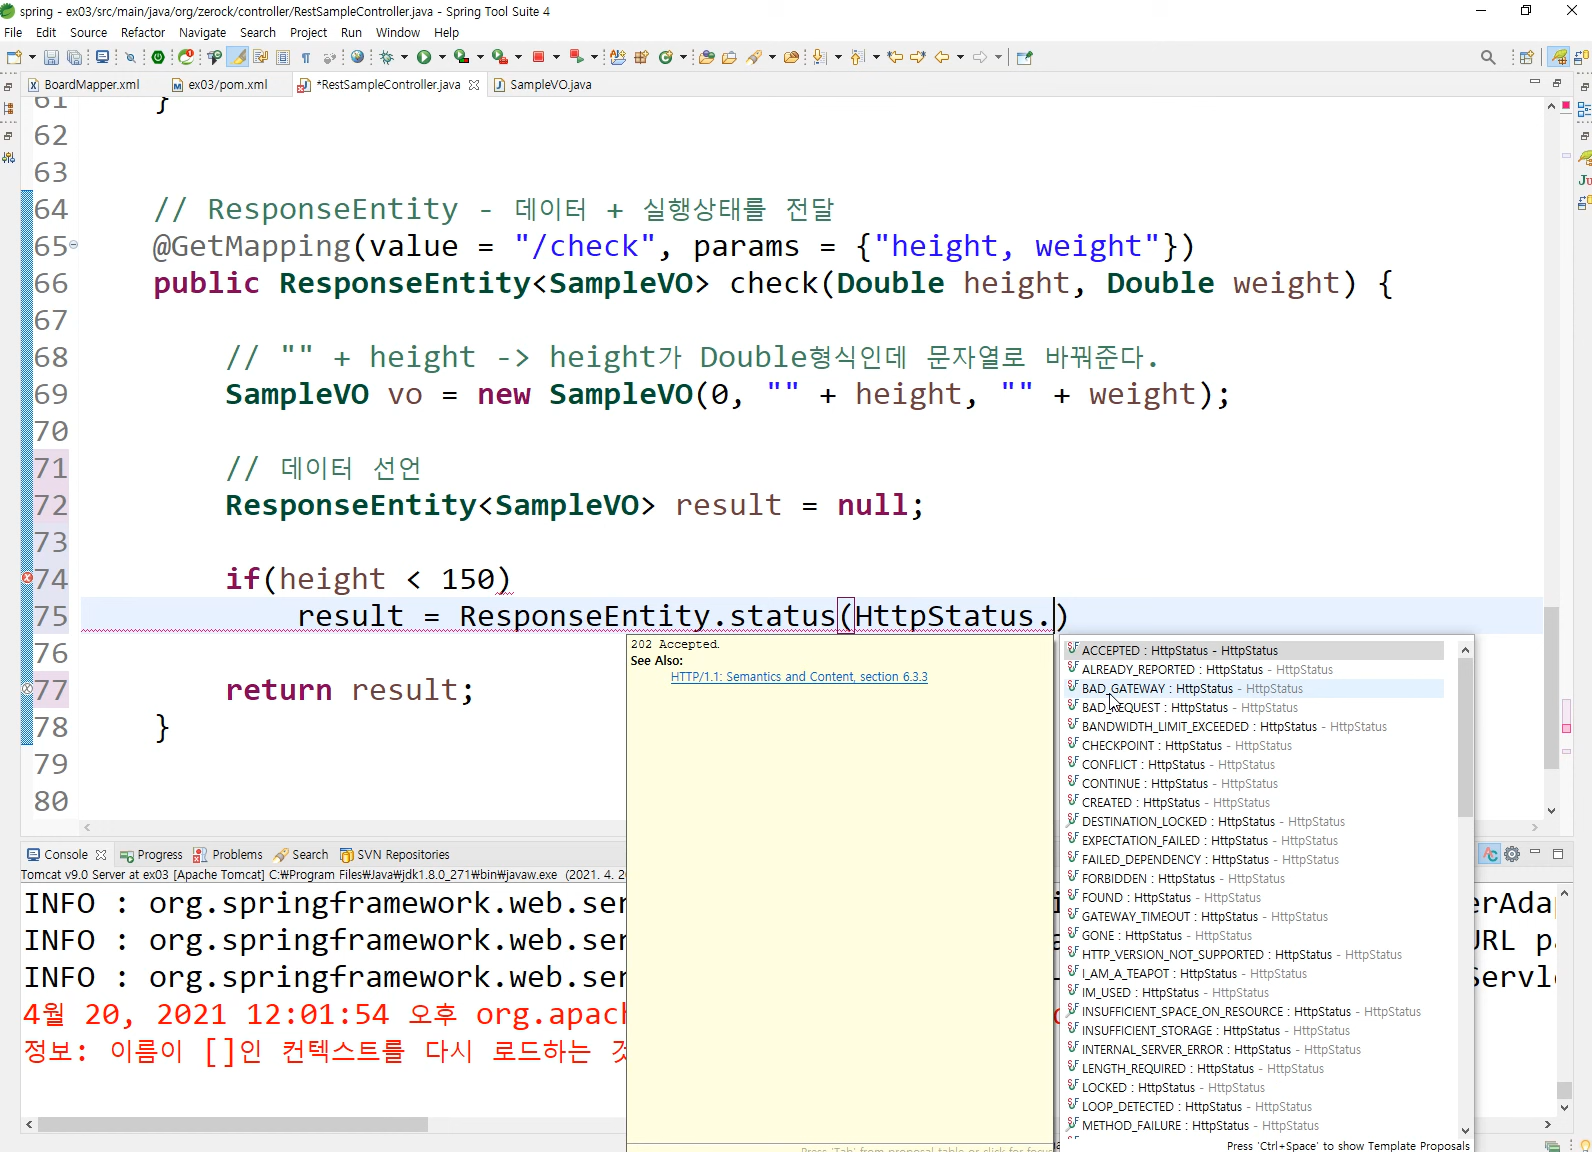 spring - ex03/src/main/java/org/zerock/controller/RestSampleController.java - Spring Tool Suite 4
File Edit Source Refactor Navigate Search Project Run Window Help
BoardMapper.xml ex03/pom.xml *RestSampleController.java SampleVO.java
61 }
62
63
64 // ResponseEntity - 데이터 + 실행상태를 전달
65 @GetMapping(value = "/check", params = {"height, weight"})
66 public ResponseEntity<SampleVO> check(Double height, Double weight) {
67
68 // "" + height -> height가 Double형식인데 문자열로 바꿔준다.
69 SampleVO vo = new SampleVO(0, "" + height, "" + weight);
70
71 // 데이터 선언
72 ResponseEntity<SampleVO> result = null;
73
74 if(height < 150)
75 result = ResponseEntity.status(HttpStatus.)
76
77 return result;
78 }
79
80
202 Accepted.
See Also:
HTTP/1.1: Semantics and Content, section 6.3.3
ACCEPTED : HttpStatus - HttpStatus
ALREADY_REPORTED : HttpStatus - HttpStatus
BAD_GATEWAY : HttpStatus - HttpStatus
BAD_REQUEST : HttpStatus - HttpStatus
BANDWIDTH_LIMIT_EXCEEDED : HttpStatus - HttpStatus
CHECKPOINT : HttpStatus - HttpStatus
CONFLICT : HttpStatus - HttpStatus
CONTINUE : HttpStatus - HttpStatus
CREATED : HttpStatus - HttpStatus
DESTINATION_LOCKED : HttpStatus - HttpStatus
EXPECTATION_FAILED : HttpStatus - HttpStatus
FAILED_DEPENDENCY : HttpStatus - HttpStatus
FORBIDDEN : HttpStatus - HttpStatus
FOUND : HttpStatus - HttpStatus
GATEWAY_TIMEOUT : HttpStatus - HttpStatus
GONE : HttpStatus - HttpStatus
HTTP_VERSION_NOT_SUPPORTED : HttpStatus - HttpStatus
I_AM_A_TEAPOT : HttpStatus - HttpStatus
IM_USED : HttpStatus - HttpStatus
INSUFFICIENT_SPACE_ON_RESOURCE : HttpStatus - HttpStatus
INSUFFICIENT_STORAGE : HttpStatus - HttpStatus
INTERNAL_SERVER_ERROR : HttpStatus - HttpStatus
LENGTH_REQUIRED : HttpStatus - HttpStatus
LOCKED : HttpStatus - HttpStatus
LOOP_DETECTED : HttpStatus - HttpStatus
METHOD_FAILURE : HttpStatus - HttpStatus
Press 'Ctrl+Space' to show Template Proposals
Console Progress Problems Search SVN Repositories
Tomcat v9.0 Server at ex03 [Apache Tomcat] C:₩Program Files₩Java₩jdk1.8.0_271₩bin₩javaw.exe (2021. 4. 2
INFO : org.springframework.web.ser erAda
INFO : org.springframework.web.ser URL pa
INFO : org.springframework.web.ser Servl
4월 20, 2021 12:01:54 오후 org.apac
정보: 이름이 []인 컨텍스트를 다시 로드하는